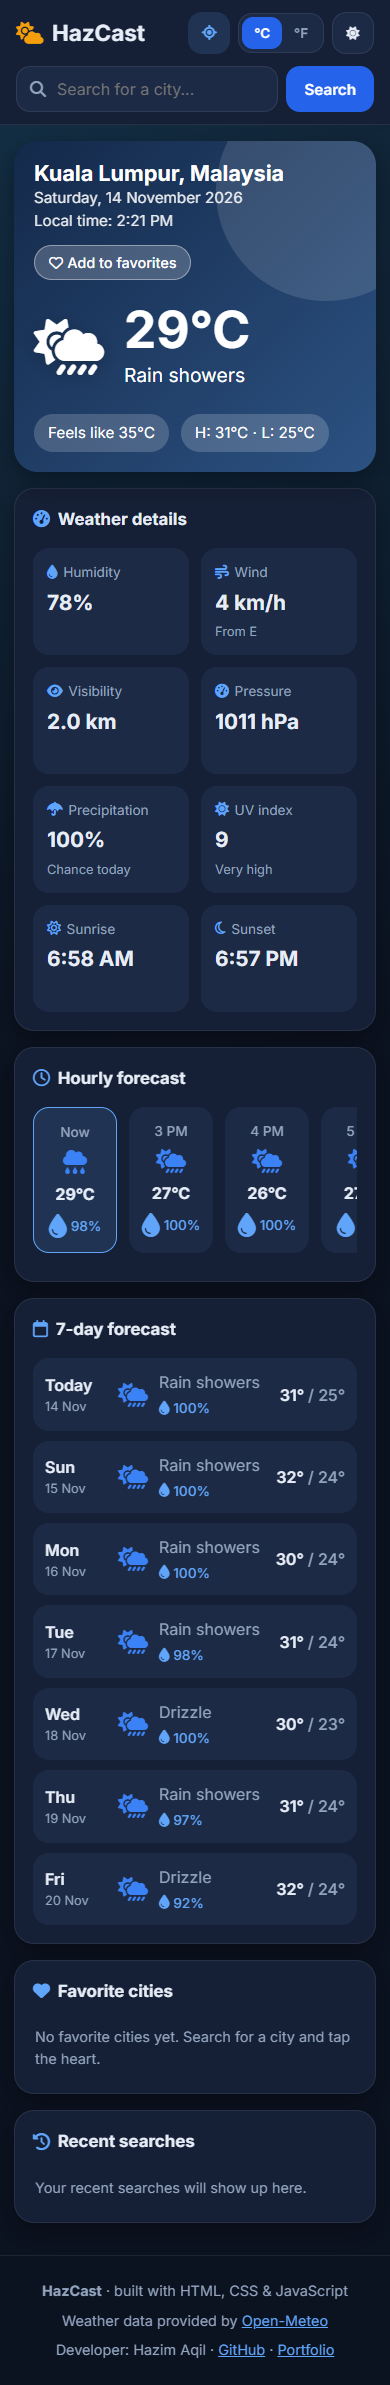 HazCast
°C
°F
Search for a city...
Search
Kuala Lumpur, Malaysia
Saturday, 14 November 2026
Local time: 2:21 PM
Add to favorites
29°C
Rain showers
Feels like 35°C
H: 31°C · L: 25°C
Weather details
Humidity
78%
Wind
4 km/h
From E
Visibility
2.0 km
Pressure
1011 hPa
Precipitation
100%
Chance today
UV index
9
Very high
Sunrise
6:58 AM
Sunset
6:57 PM
Hourly forecast
Now
29°C
98%
3 PM
27°C
100%
4 PM
26°C
100%
5
7-day forecast
Today
14 Nov
Rain showers
100%
31° / 25°
Sun
15 Nov
Rain showers
100%
32° / 24°
Mon
16 Nov
Rain showers
100%
30° / 24°
Tue
17 Nov
Rain showers
98%
31° / 24°
Wed
18 Nov
Drizzle
100%
30° / 23°
Thu
19 Nov
Rain showers
97%
31° / 24°
Fri
20 Nov
Drizzle
92%
32° / 24°
Favorite cities
No favorite cities yet. Search for a city and tap
the heart.
Recent searches
Your recent searches will show up here.
HazCast · built with HTML, CSS & JavaScript
Weather data provided by Open-Meteo
Developer: Hazim Aqil · GitHub · Portfolio